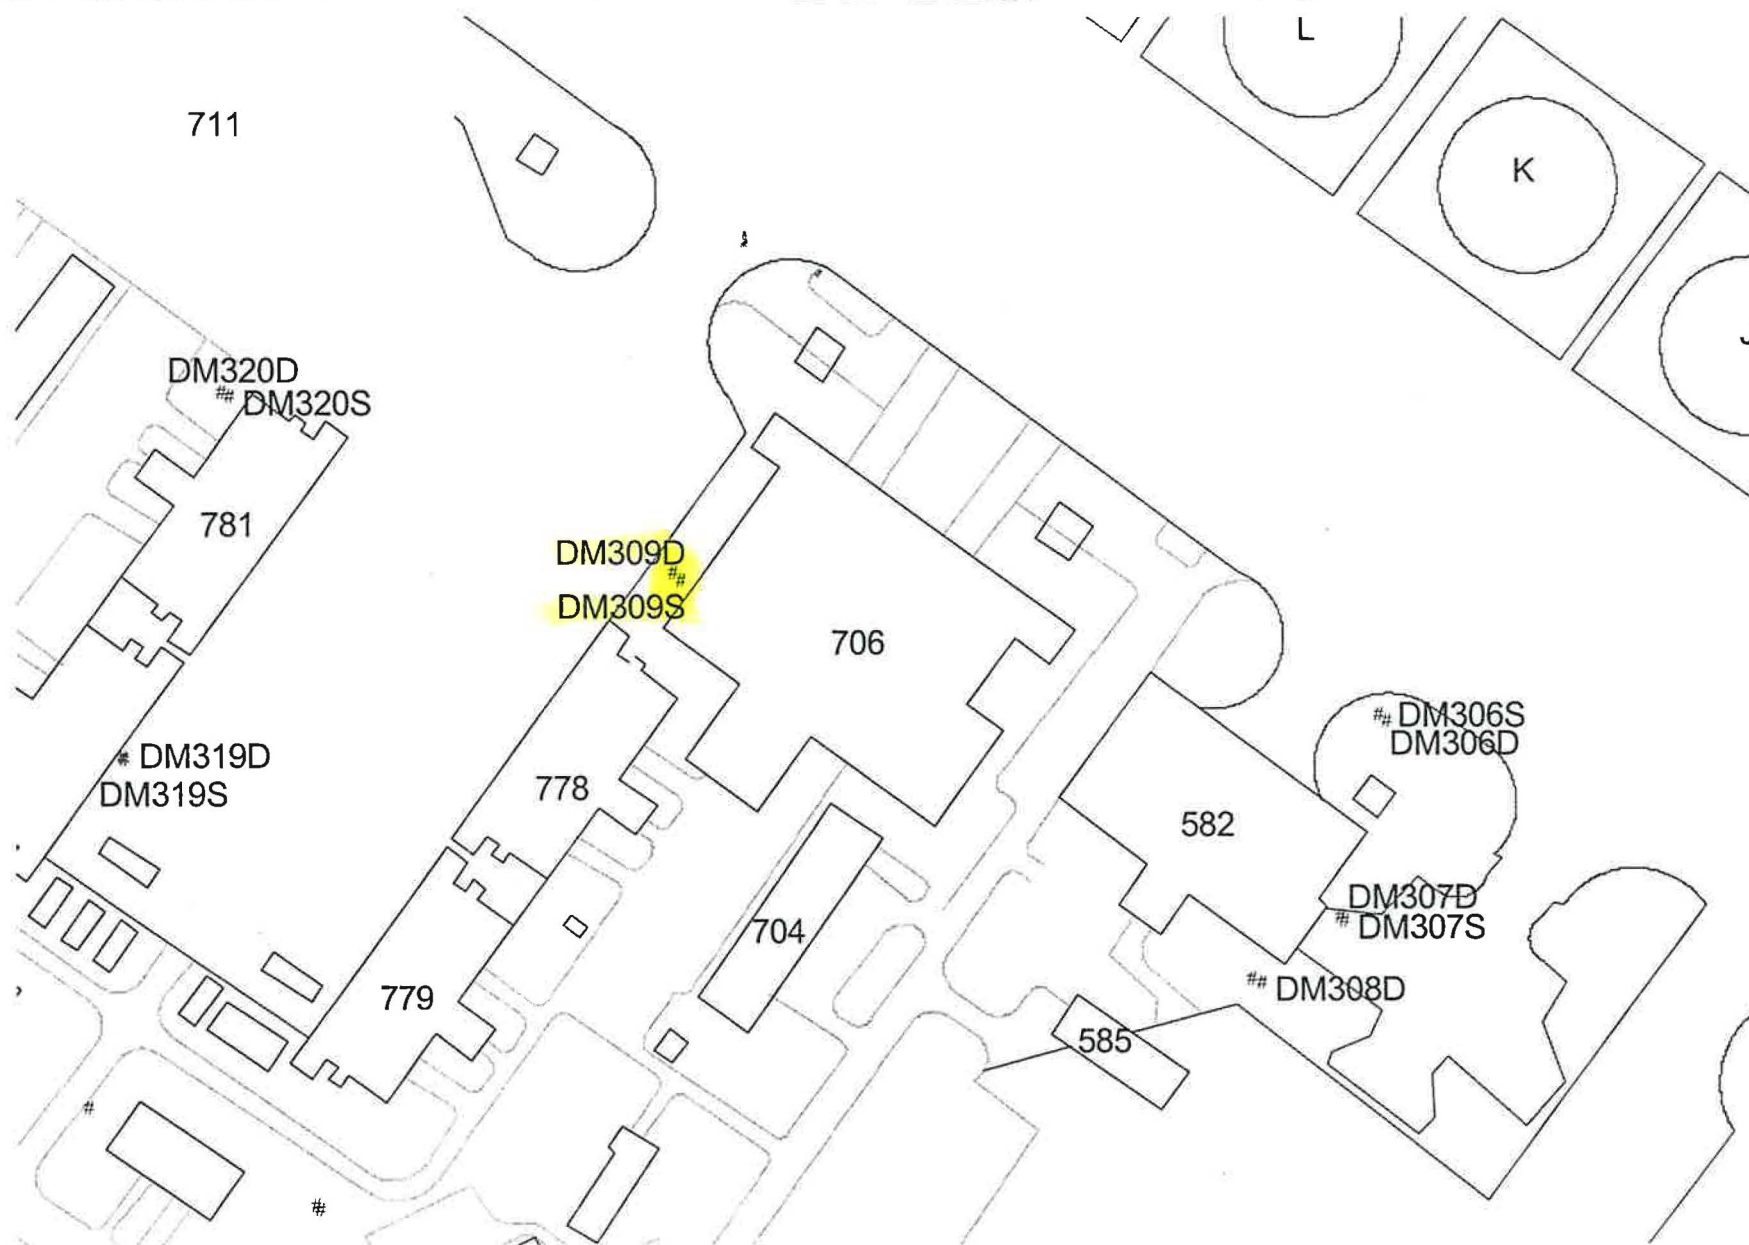 L
711
K
J
DM320D
## DM320S
781
DM309D
##
DM309S
706
## DM306S
DM306D
# DM319D
DM319S
778
582
DM307D
## DM307S
704
## DM308D
779
585
#
##